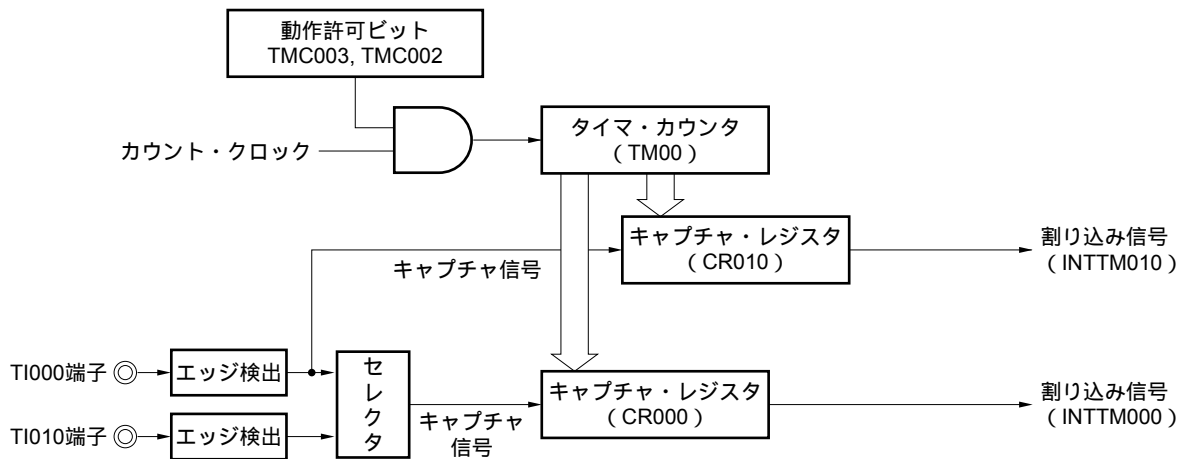 動作許可ビット
TMC003, TMC002
カウント・クロック
タイマ・カウンタ
（TM00）
キャプチャ・レジスタ
（CR010）
割り込み信号
（INTTM010）
キャプチャ信号
TI000端子
エッジ検出
セレクタ
キャプチャ・レジスタ
（CR000）
割り込み信号
（INTTM000）
キャプチャ
信号
TI010端子
エッジ検出